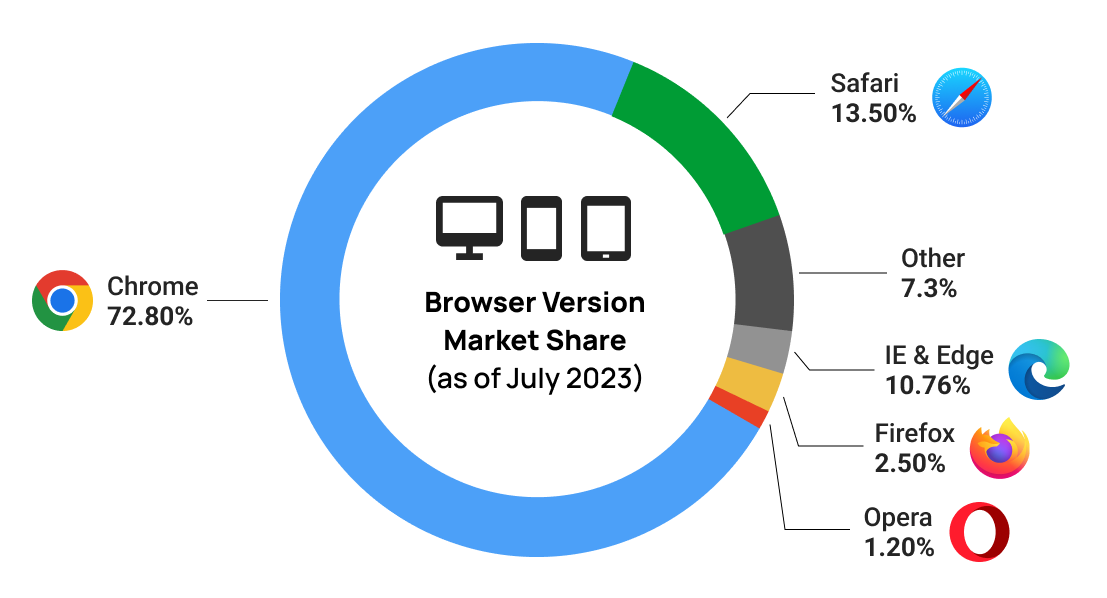 Safari
13.50%
Other
7.3%
Chrome
72.80%
Browser Version
Market Share
(as of July 2023)
IE & Edge
10.76%
Firefox
2.50%
Opera
1.20%